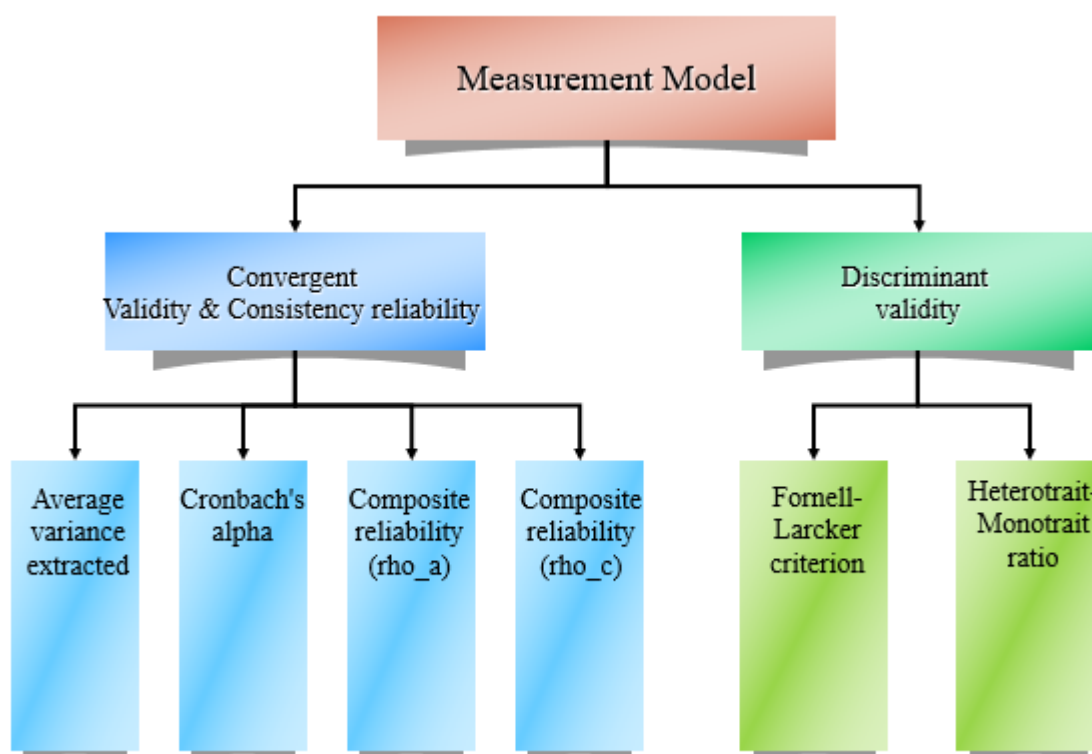 Measurement Model
Convergent
Validity & Consistency reliability
Discriminant
validity
Average
variance
extracted
Cronbach's
alpha
Composite
reliability
(rho_a)
Composite
reliability
(rho_c)
Fornell-
Larcker
criterion
Heterotrait-
Monotrait
ratio